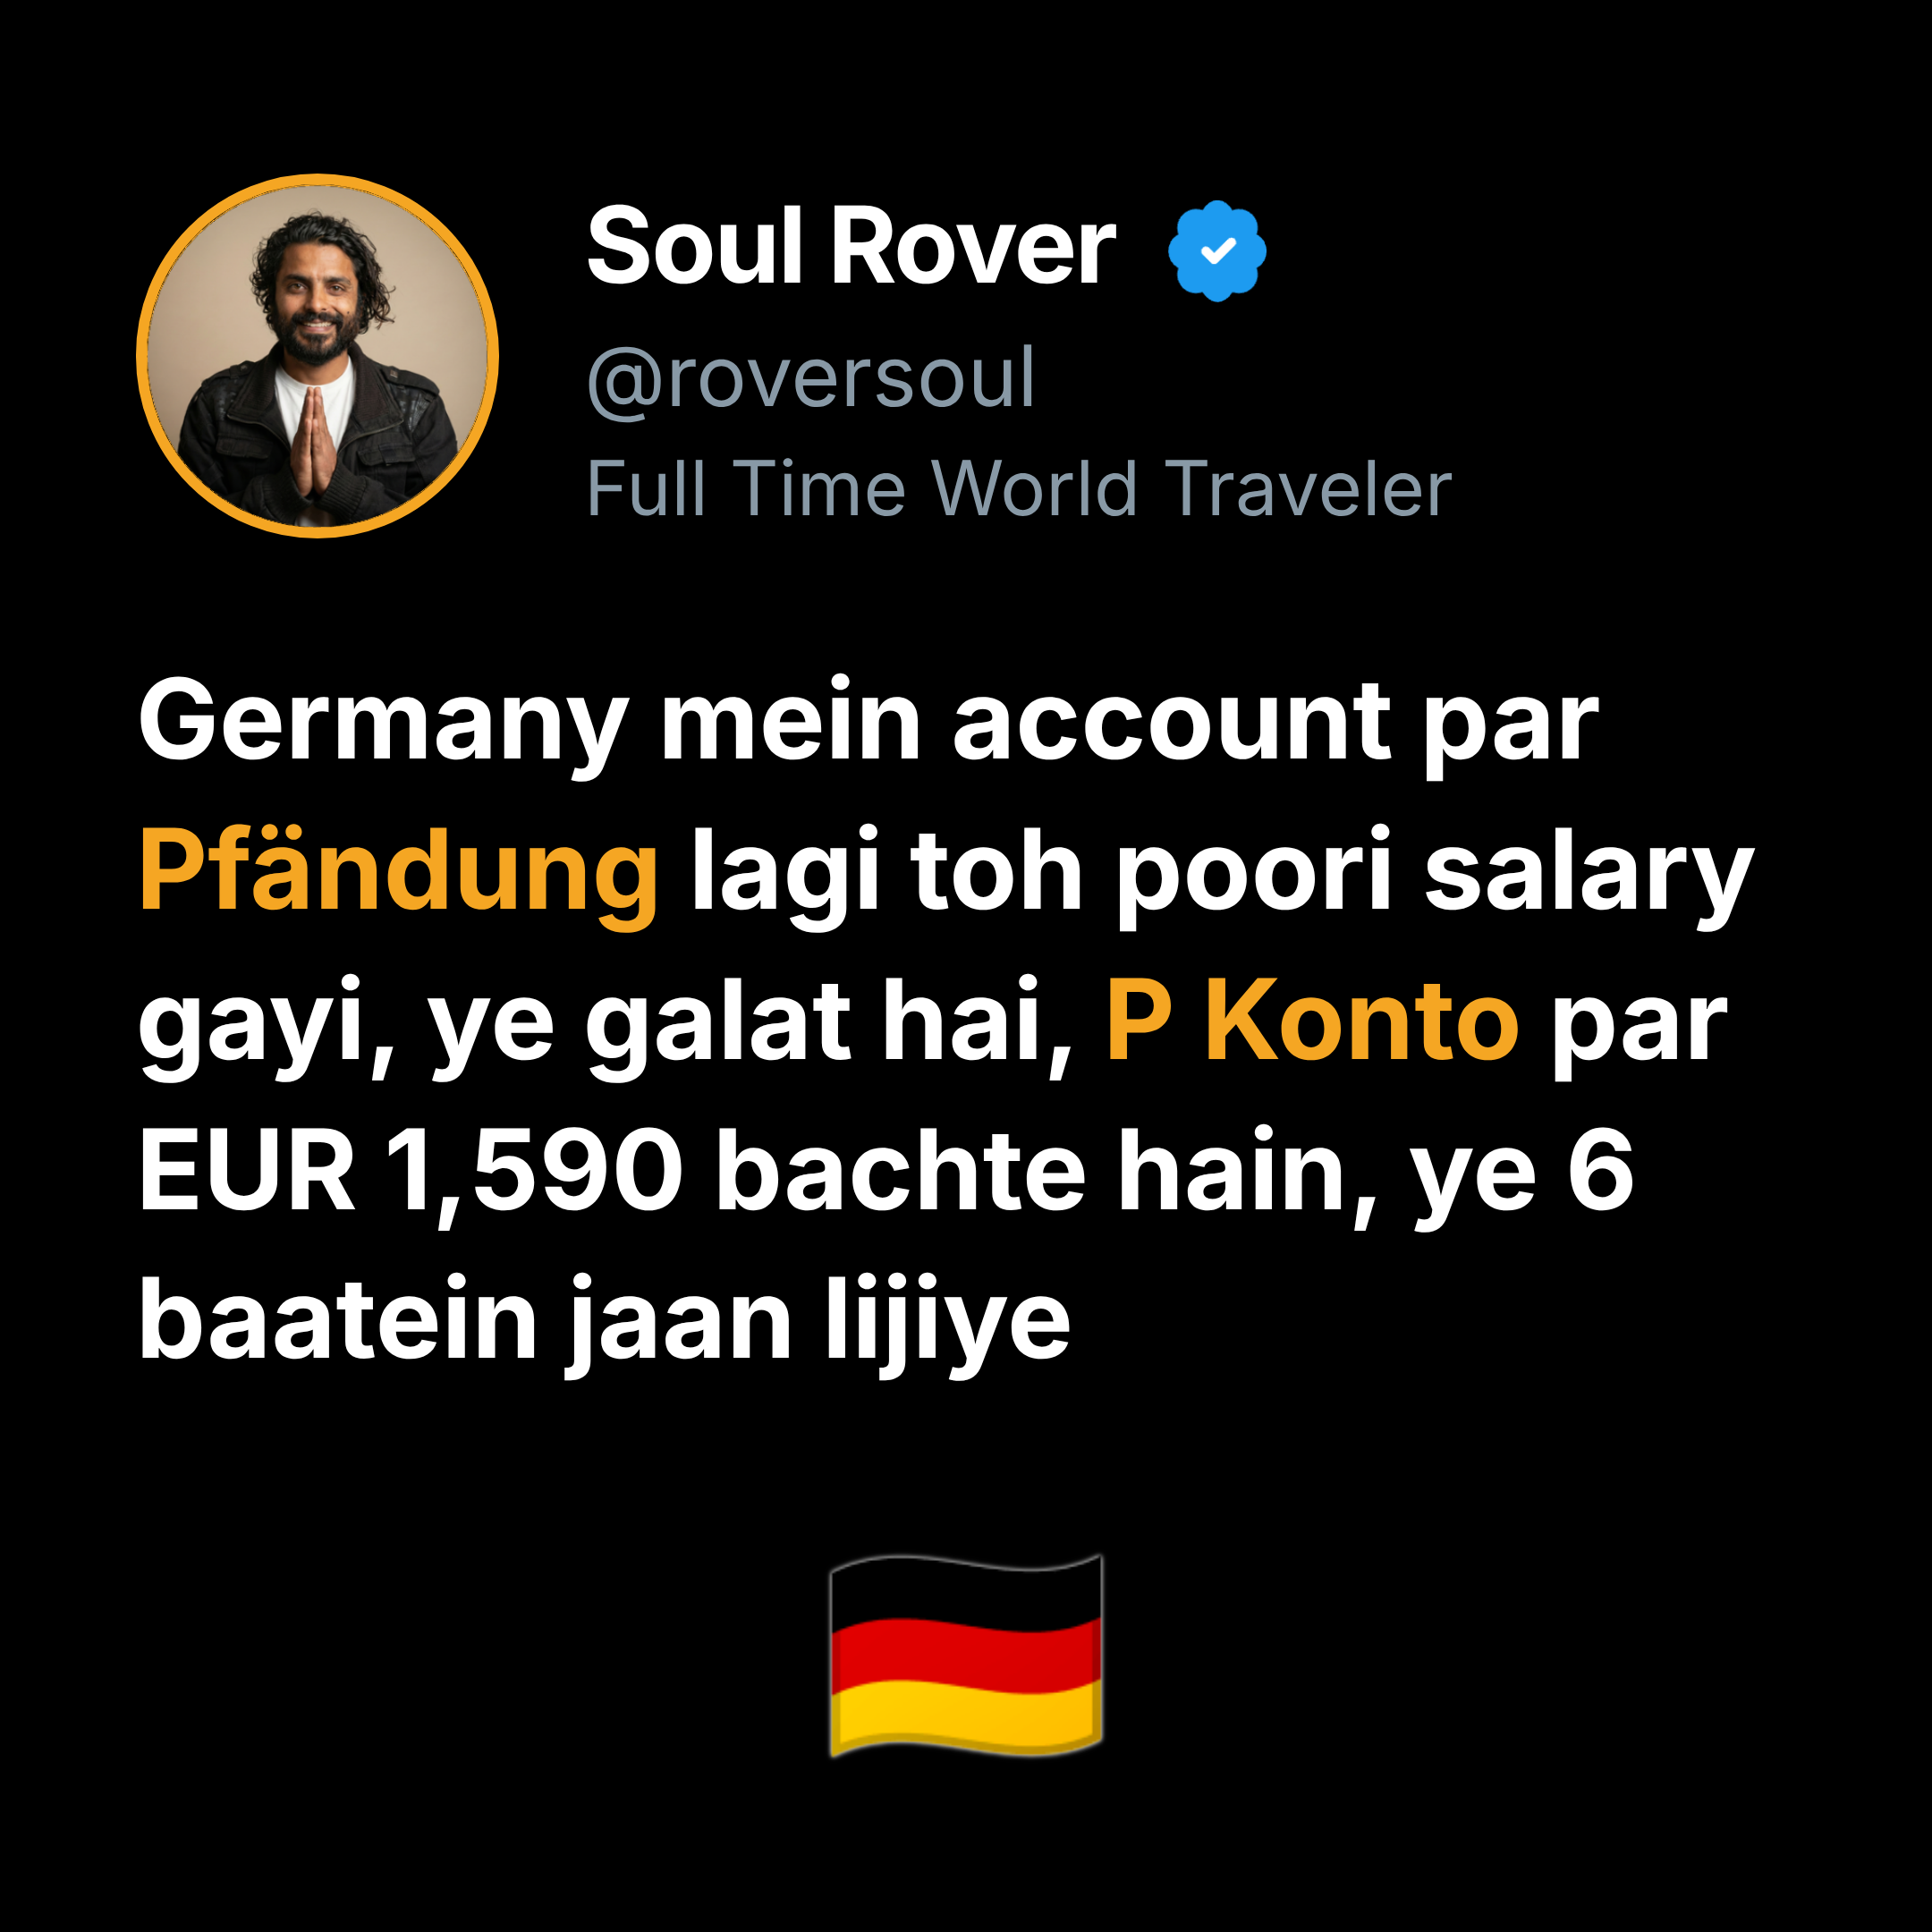 Soul Rover
@roversoul
Full Time World Traveler
Germany mein account par
Pfändung lagi toh poori salary
gayi, ye galat hai, P Konto par
EUR 1,590 bachte hain, ye 6
baatein jaan lijiye